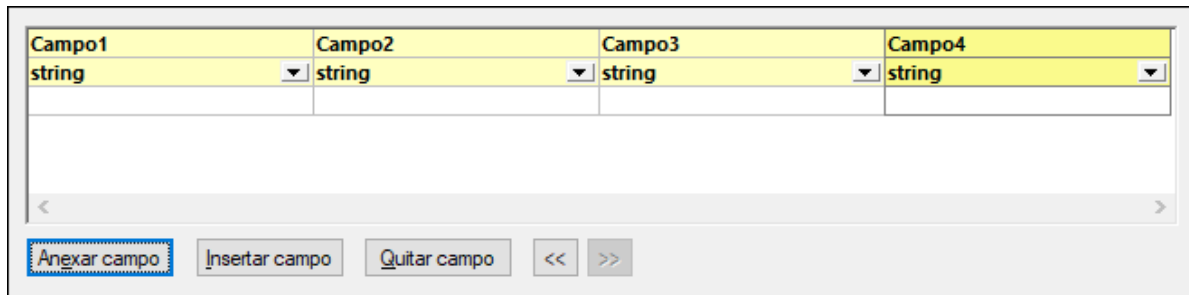 Campo1 Campo2 Campo3 Campo4
string string string string
Anexar campo Insertar campo Quitar campo << >>